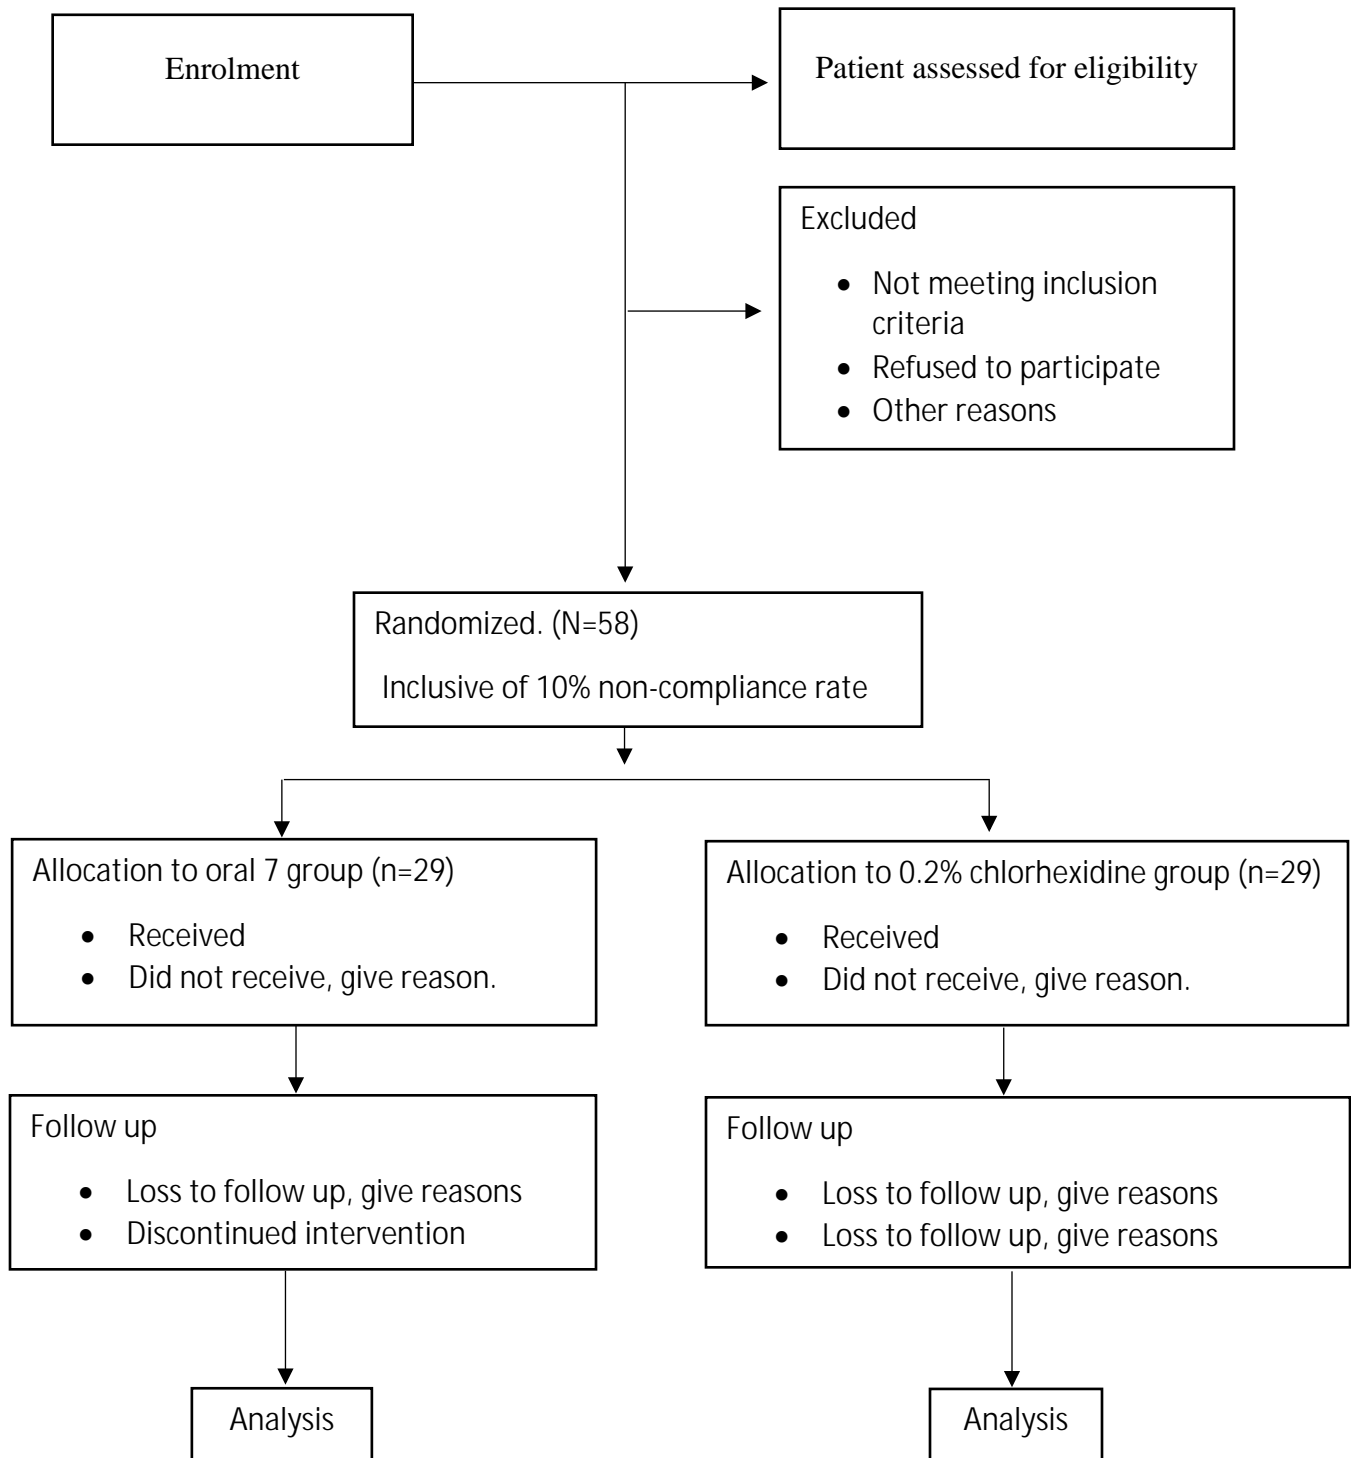 Enrolment
Patient assessed for eligibility
Excluded
• Not meeting inclusion
criteria
• Refused to participate
• Other reasons
Randomized. (N=58)
Inclusive of 10% non-compliance rate
Allocation to oral 7 group (n=29)
• Received
• Did not receive, give reason.
Allocation to 0.2% chlorhexidine group (n=29)
• Received
• Did not receive, give reason.
Follow up
• Loss to follow up, give reasons
• Discontinued intervention
Follow up
• Loss to follow up, give reasons
• Loss to follow up, give reasons
Analysis
Analysis